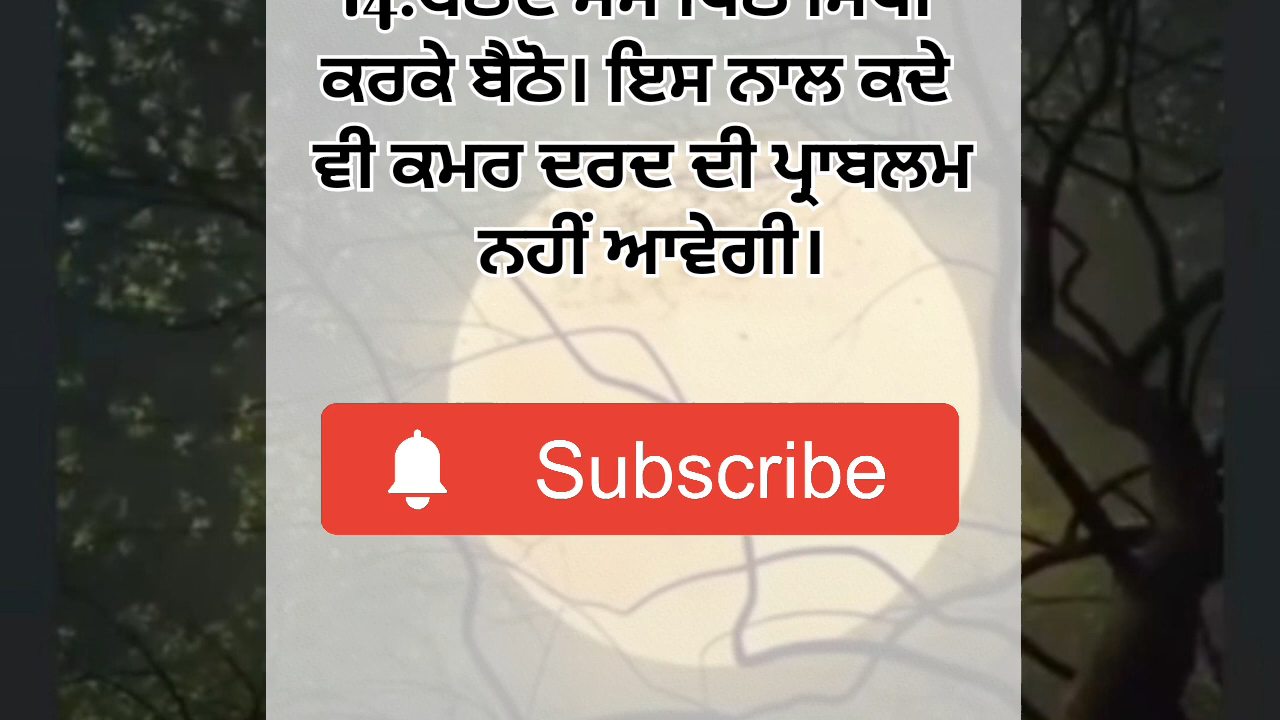 ਕਰਕੇ ਬੈਠੋ। ਇਸ ਨਾਲ ਕਦੇ
ਵੀ ਕਮਰ ਦਰਦ ਦੀ ਪ੍ਰਾਬਲਮ
ਨਹੀਂ ਆਵੇਗੀ।
Subscribe